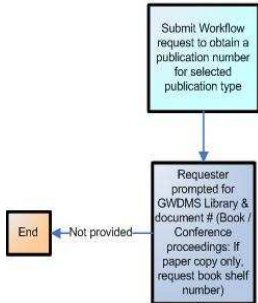 Submit Workflow
request to obtain a
publication number
for selected
publication type
Requester
prompted for
GWDMS Library &
document # (Book /
Conference
proceedings: If
paper copy only,
request book shelf
number)
Not provided
End